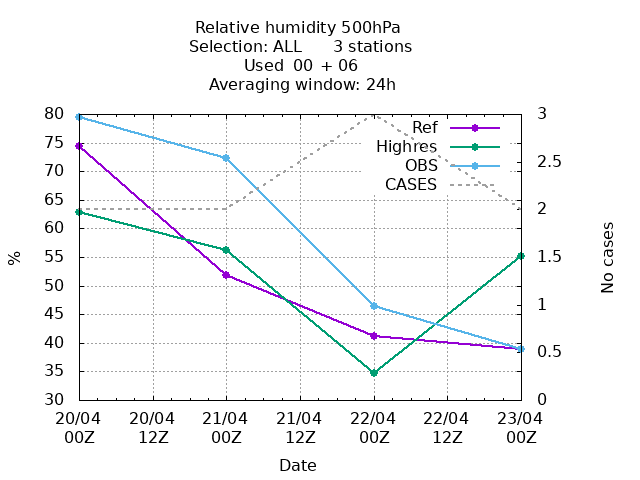 Relative humidity 500hPa
Selection: ALL 3 stations
Used 00 + 06
Averaging window: 24h
80
75
70
65
60
55
50
45
40
35
30
%
3
2.5
2
1.5
1
0.5
0
No cases
Ref
Highres
OBS
CASES
20/04 20/04 21/04 21/04 22/04 22/04 23/04
00Z 12Z 00Z 12Z 00Z 12Z 00Z
Date